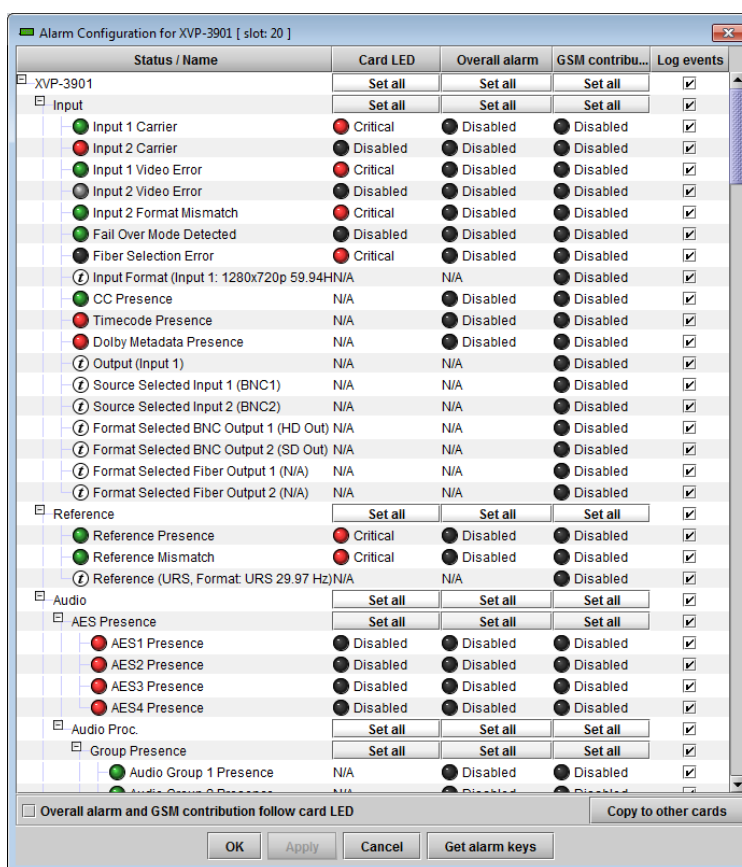 Alarm Configuration for XVP-3901 [ slot: 20 ]
Status / Name Card LED Overall alarm GSM contribu... Log events
XVP-3901 Set all Set all Set all
Input Set all Set all Set all
Input 1 Carrier Critical Disabled Disabled
Input 2 Carrier Disabled Disabled Disabled
Input 1 Video Error Critical Disabled Disabled
Input 2 Video Error Disabled Disabled Disabled
Input 2 Format Mismatch Critical Disabled Disabled
Fail Over Mode Detected Disabled Disabled Disabled
Fiber Selection Error Critical Disabled Disabled
t Input Format (Input 1: 1280x720p 59.94H N/A N/A Disabled
CC Presence N/A Disabled Disabled
Timecode Presence N/A Disabled Disabled
Dolby Metadata Presence N/A Disabled Disabled
t Output (Input 1) N/A N/A Disabled
t Source Selected Input 1 (BNC1) N/A N/A Disabled
t Source Selected Input 2 (BNC2) N/A N/A Disabled
t Format Selected BNC Output 1 (HD Out) N/A N/A Disabled
t Format Selected BNC Output 2 (SD Out) N/A N/A Disabled
t Format Selected Fiber Output 1 (N/A) N/A N/A Disabled
t Format Selected Fiber Output 2 (N/A) N/A N/A Disabled
Reference Set all Set all Set all
Reference Presence Critical Disabled Disabled
Reference Mismatch Critical Disabled Disabled
t Reference (URS, Format: URS 29.97 Hz) N/A N/A Disabled
Audio Set all Set all Set all
AES Presence Set all Set all Set all
AES1 Presence Disabled Disabled Disabled
AES2 Presence Disabled Disabled Disabled
AES3 Presence Disabled Disabled Disabled
AES4 Presence Disabled Disabled Disabled
Audio Proc. Set all Set all Set all
Group Presence Set all Set all Set all
Audio Group 1 Presence N/A Disabled Disabled
Overall alarm and GSM contribution follow card LED Copy to other cards
OK Apply Cancel Get alarm keys